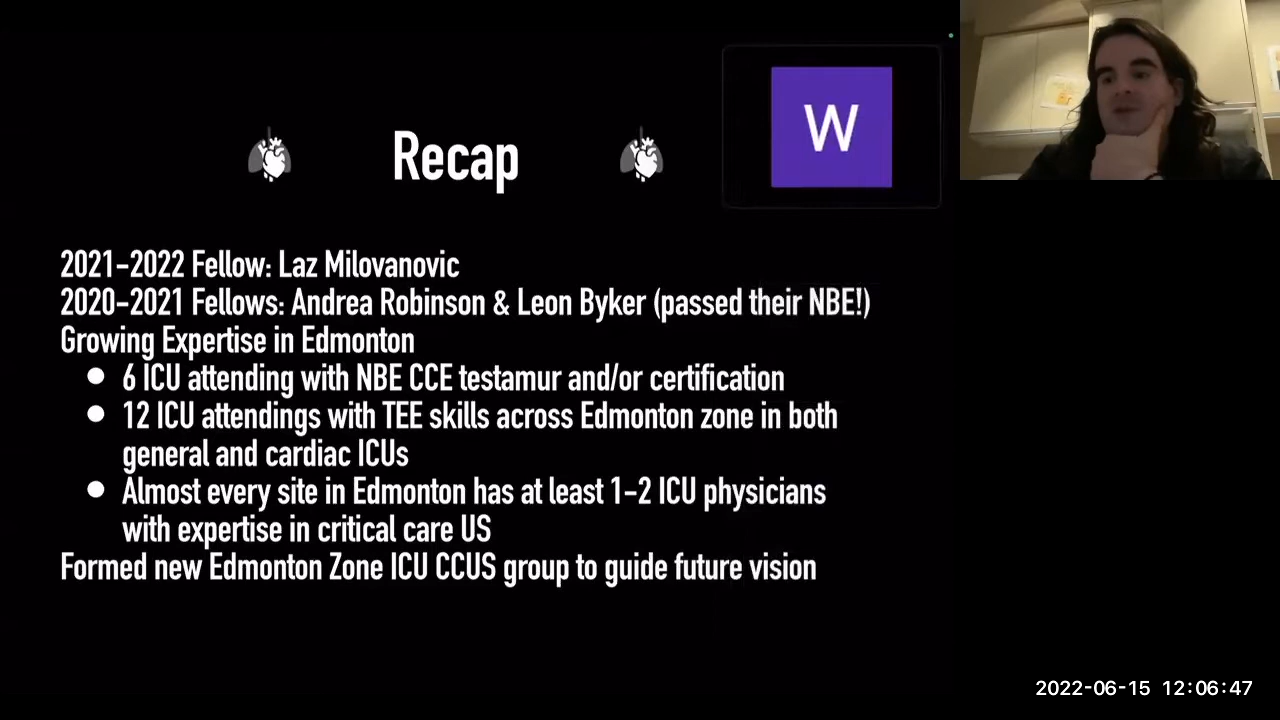 W
Recap
2021-2022 Fellow: Laz Milovanovic
2020-2021 Fellows: Andrea Robinson & Leon Byker (passed their NBE!)
Growing Expertise in Edmonton
● 6 ICU attending with NBE CCE testamur and/or certification
● 12 ICU attendings with TEE skills across Edmonton zone in both
general and cardiac ICUs
● Almost every site in Edmonton has at least 1-2 ICU physicians
with expertise in critical care US
Formed new Edmonton Zone ICU CCUS group to guide future vision
2022-06-15 12:06:47